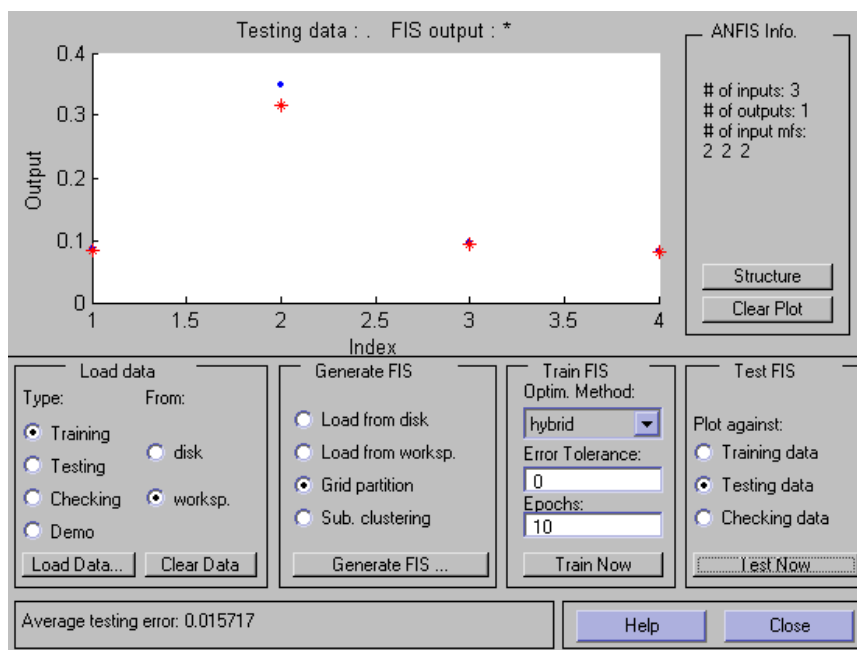 Testing data : .   FIS output : *
Output
0.4
0.3
0.2
0.1
0
1
1.5
2
2.5
3
3.5
4
Index
ANFIS Info.
# of inputs: 3
# of outputs: 1
# of input mfs:
2 2 2
Structure
Clear Plot
Load data
Type:
From:
Training
Testing
Checking
Demo
disk
worksp.
Load Data...
Clear Data
Generate FIS
Load from disk
Load from worksp.
Grid partition
Sub. clustering
Generate FIS ...
Train FIS
Optim. Method:
hybrid
Error Tolerance:
0
Epochs:
10
Train Now
Test FIS
Plot against:
Training data
Testing data
Checking data
Test Now
Average testing error: 0.015717
Help
Close